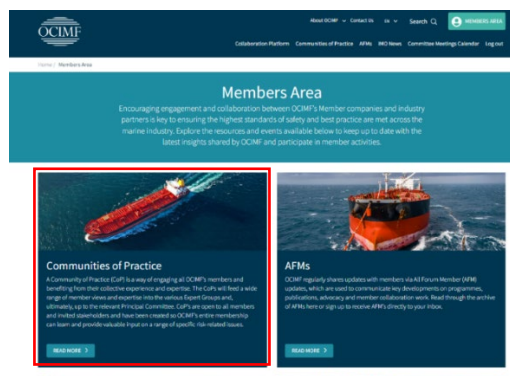 OCIMF
About OCIMF Contact Us EN Search MEMBERS AREA
Collaboration Platform Communities of Practice AFMs IMO News Committee Meetings Calendar Log out
Home / Members Area
Members Area
Encouraging engagement and collaboration between OCIMF's Member companies and industry
partners is key to ensuring the highest standards of safety and best practice are met across the
marine industry. Explore the resources and events available below to keep up to date with the
latest insights shared by OCIMF and participate in member activities.
Communities of Practice
A Community of Practice (CoP) is a way of engaging all OCIMF's members and
benefiting from their collective experience and expertise. The CoPs will feed a wide
range of member views and expertise into the various Expert Groups and,
ultimately, up to the relevant Principal Committee. CoP's are open to all members
and invited stakeholders and have been created so OCIMF's entire membership
can learn and provide valuable input on a range of specific risk-related issues.
READ MORE >
AFMs
OCIMF regularly shares updates with members via All Forum Member (AFM)
updates, which are used to communicate key developments on programmes,
publications, advocacy and member collaboration work. Read through the archive
of AFMs here or sign up to receive AFM's directly to your inbox.
READ MORE >